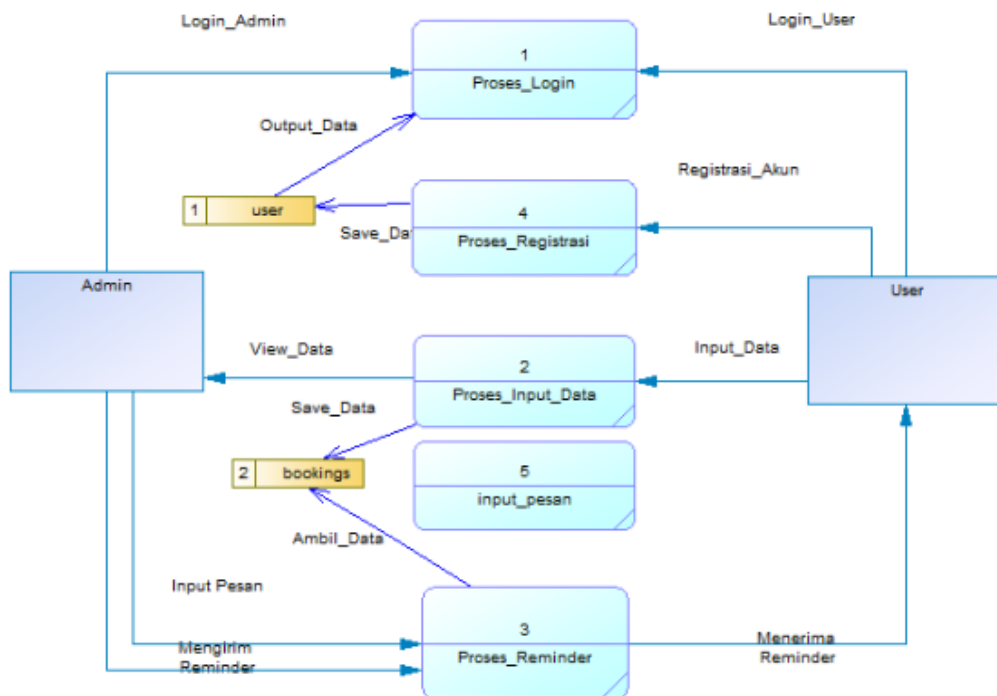 Login_Admin
Login_User
1
Proses_Login
Output_Data
Registrasi_Akun
1 user
Save_Dat
4
Proses_Registrasi
Admin
User
View_Data
2
Proses_Input_Data
Input_Data
Save_Data
2 bookings
5
input_pesan
Ambil_Data
Input Pesan
Mengirim
Reminder
3
Proses_Reminder
Menerima
Reminder